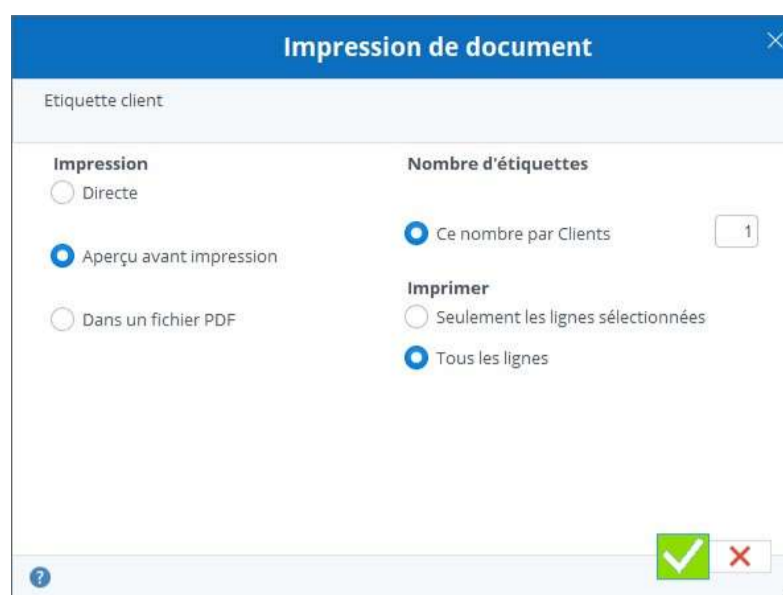 Impression de document
Etiquette client
Impression
Directe
Aperçu avant impression
Dans un fichier PDF
Nombre d'étiquettes
Ce nombre par Clients 1
Imprimer
Seulement les lignes sélectionnées
Tous les lignes
?